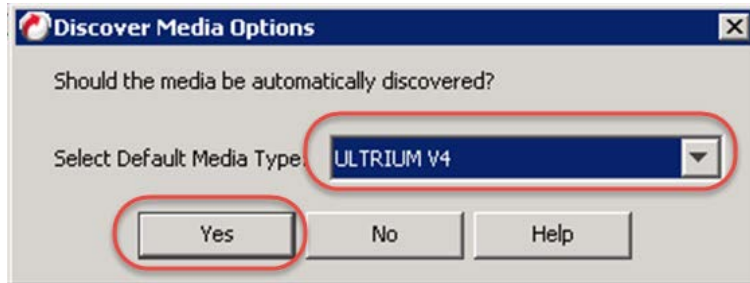 Discover Media Options
Should the media be automatically discovered?
Select Default Media Type: ULTRIUM V4
Yes No Help